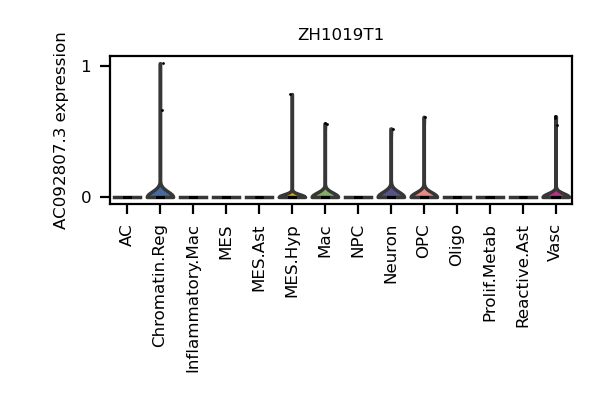 ZH1019T1
AC092807.3 expression
1
0
AC
Chromatin.Reg
Inflammatory.Mac
MES
MES.Ast
MES.Hyp
Mac
NPC
Neuron
OPC
Oligo
Prolif.Metab
Reactive.Ast
Vasc